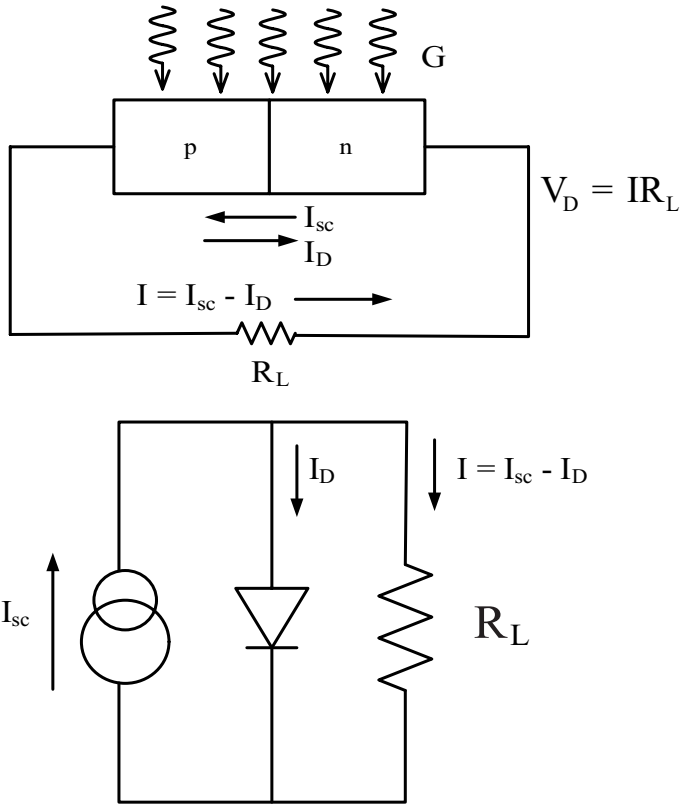 G
p
n
V_D = IR_L
I_sc
I_D
I = I_sc - I_D
R_L
I_D
I = I_sc - I_D
I_sc
R_L